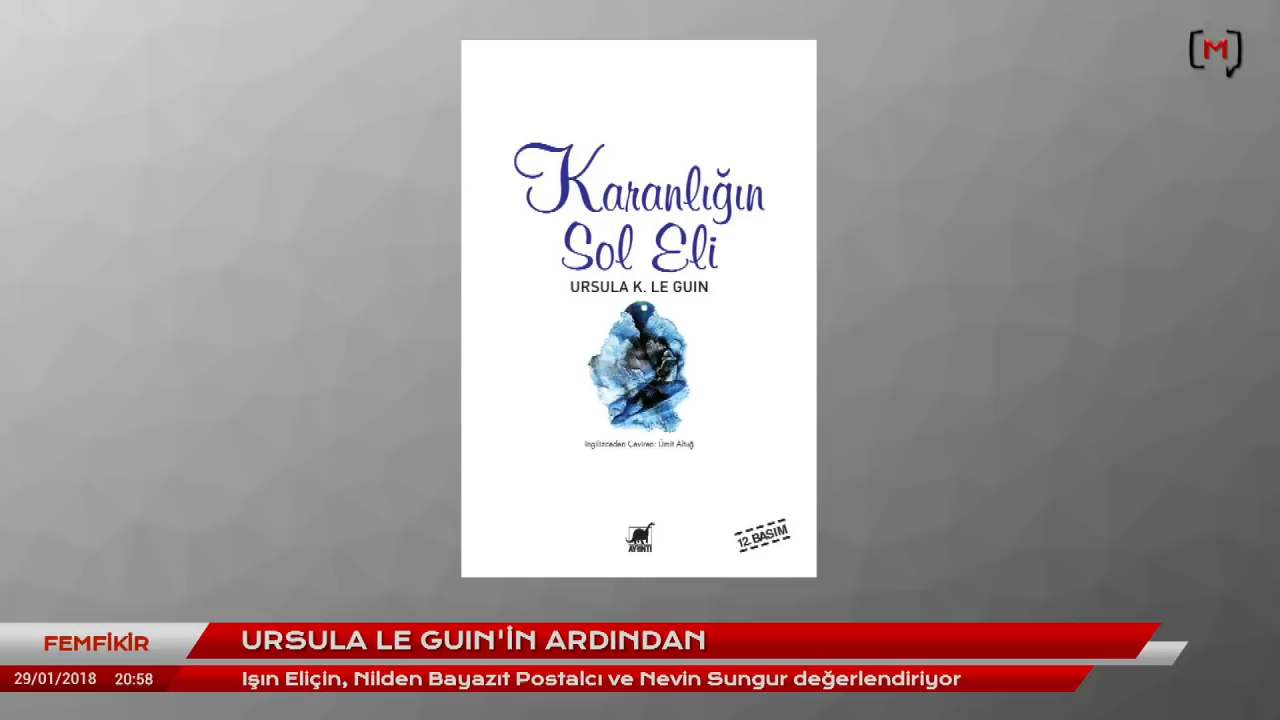 M
Karanlığın
Sol Eli
URSULA K. LE GUIN
İngilizceden Çeviren: Ümit Altuğ
AYRINTI
12. BASIM
FEMFİKİR
URSULA LE GUIN'İN ARDINDAN
29/01/2018 20:58
Işın Eliçin, Nilden Bayazıt Postalcı ve Nevin Sungur değerlendiriyor